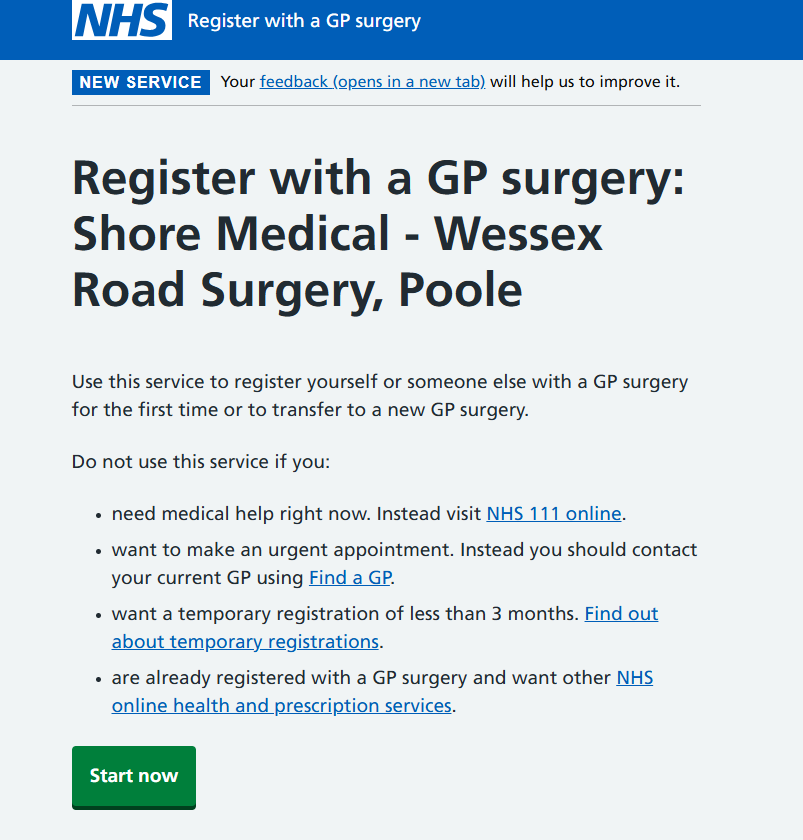 NHS Register with a GP surgery
NEW SERVICE Your feedback (opens in a new tab) will help us to improve it.
Register with a GP surgery:
Shore Medical - Wessex
Road Surgery, Poole
Use this service to register yourself or someone else with a GP surgery
for the first time or to transfer to a new GP surgery.
Do not use this service if you:
• need medical help right now. Instead visit NHS 111 online.
• want to make an urgent appointment. Instead you should contact
your current GP using Find a GP.
• want a temporary registration of less than 3 months. Find out
about temporary registrations.
• are already registered with a GP surgery and want other NHS
online health and prescription services.
Start now